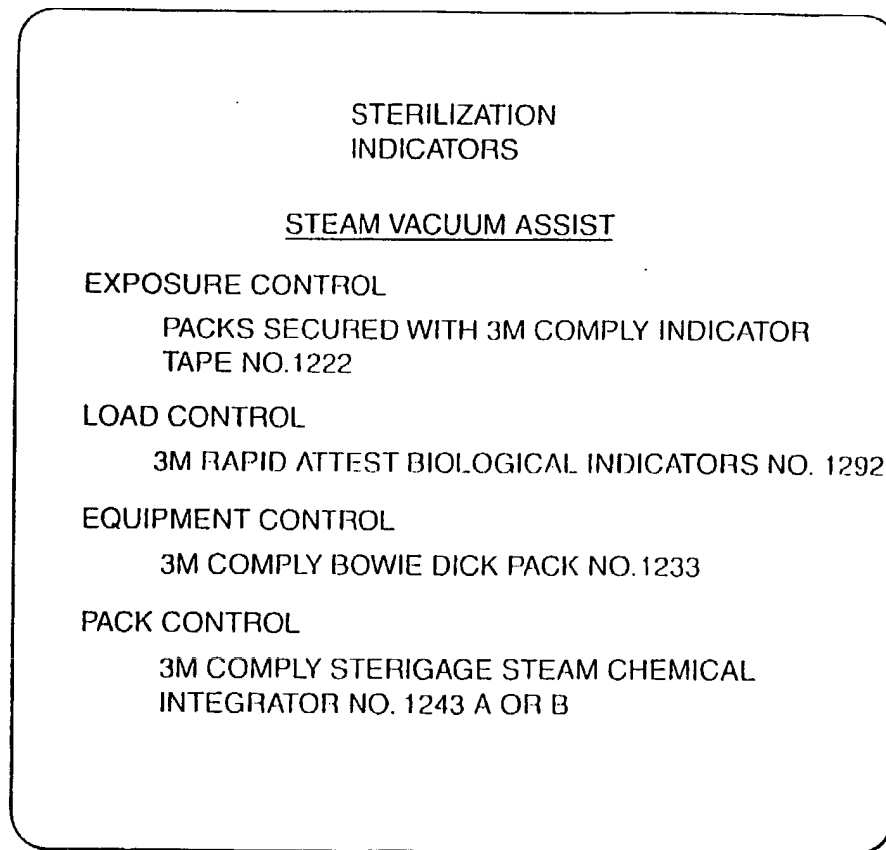 STERILIZATION
INDICATORS
STEAM VACUUM ASSIST
EXPOSURE CONTROL
PACKS SECURED WITH 3M COMPLY INDICATOR
TAPE NO.1222
LOAD CONTROL
3M RAPID ATTEST BIOLOGICAL INDICATORS NO. 1292
EQUIPMENT CONTROL
3M COMPLY BOWIE DICK PACK NO.1233
PACK CONTROL
3M COMPLY STERIGAGE STEAM CHEMICAL
INTEGRATOR NO. 1243 A OR B